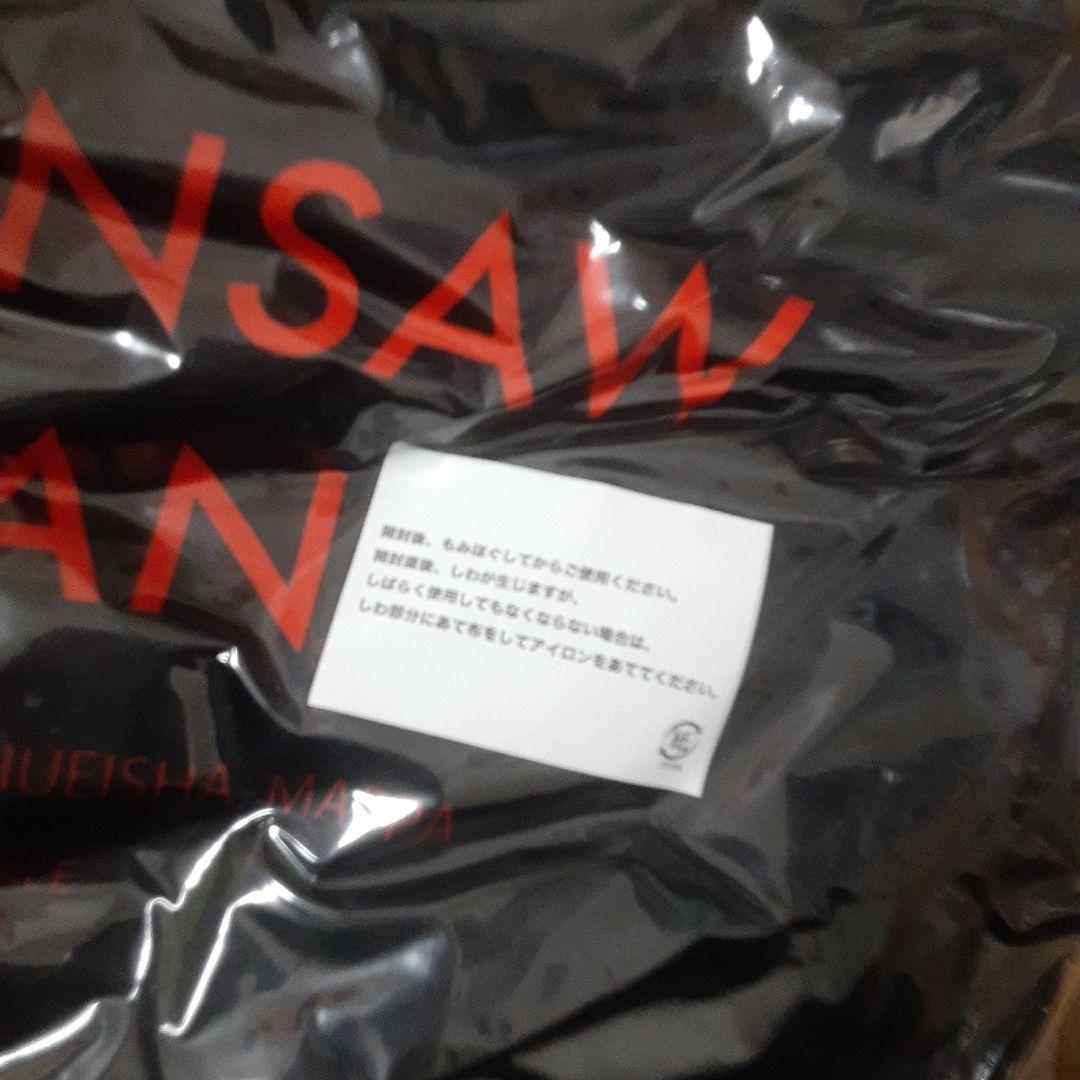 NSAW
AN
開封後、もみほぐしてからご使用ください。
開封直後、しわが生じますが、
しばらく使用してもなくならない場合は、
しわ部分にあて布をしてアイロンをあててください。
HUEISHA MAPPA